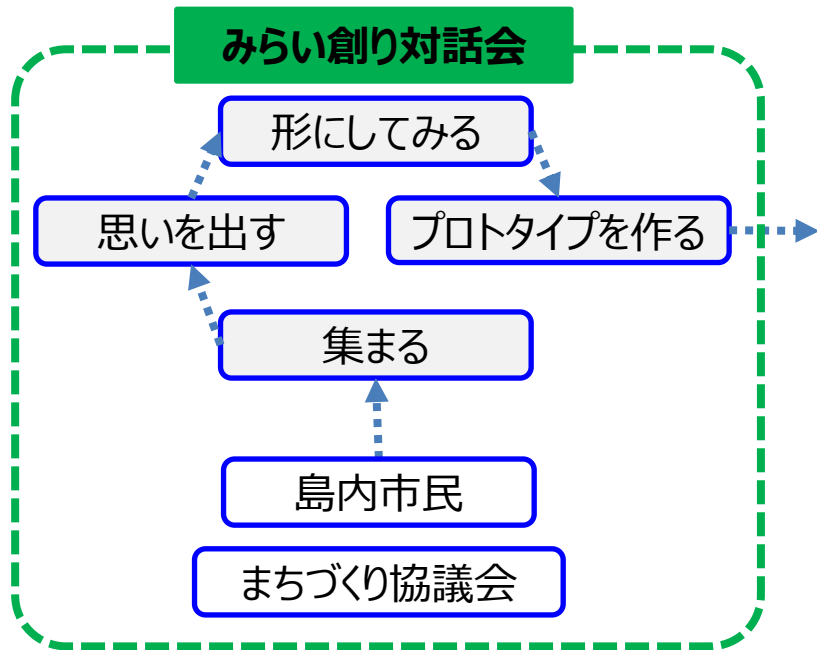 みらい創り対話会
形にしてみる
思いを出す
プロトタイプを作る
集まる
島内市民
まちづくり協議会